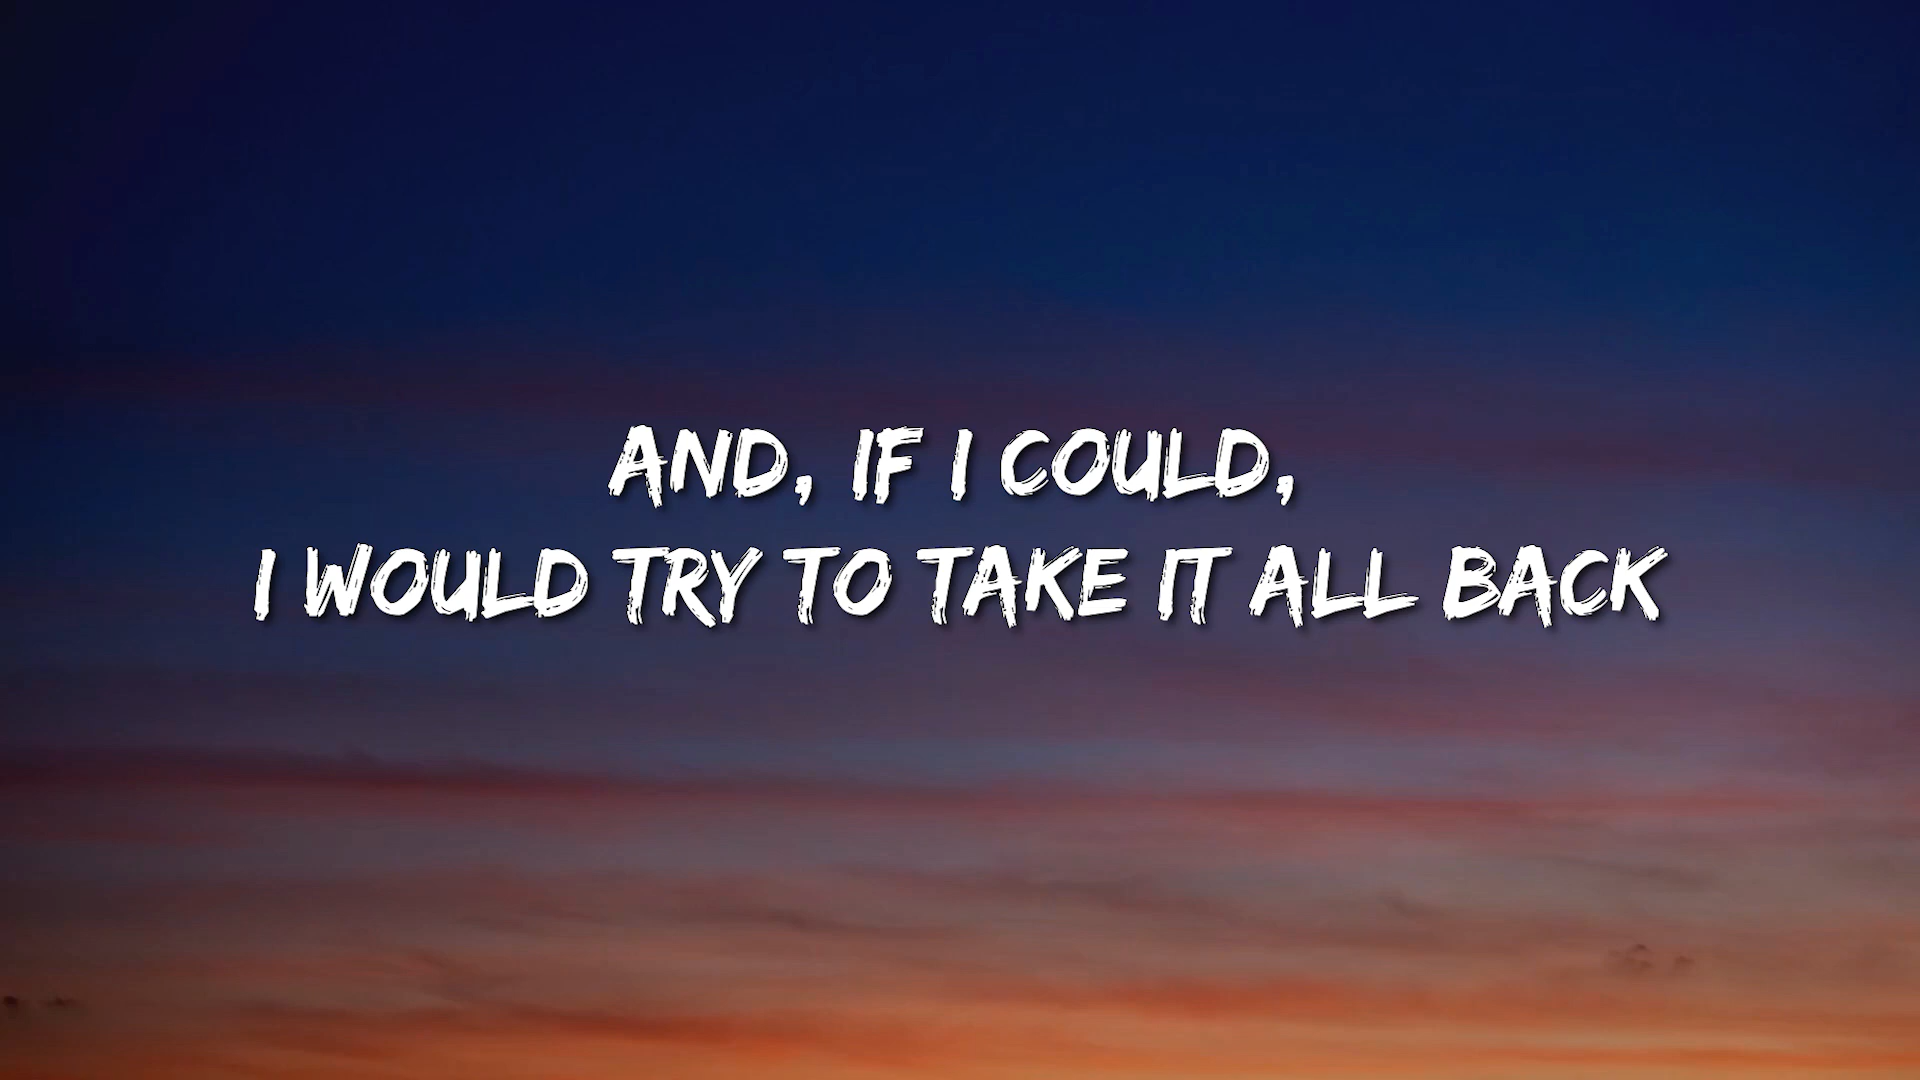 AND, IF I COULD,
I WOULD TRY TO TAKE IT ALL BACK